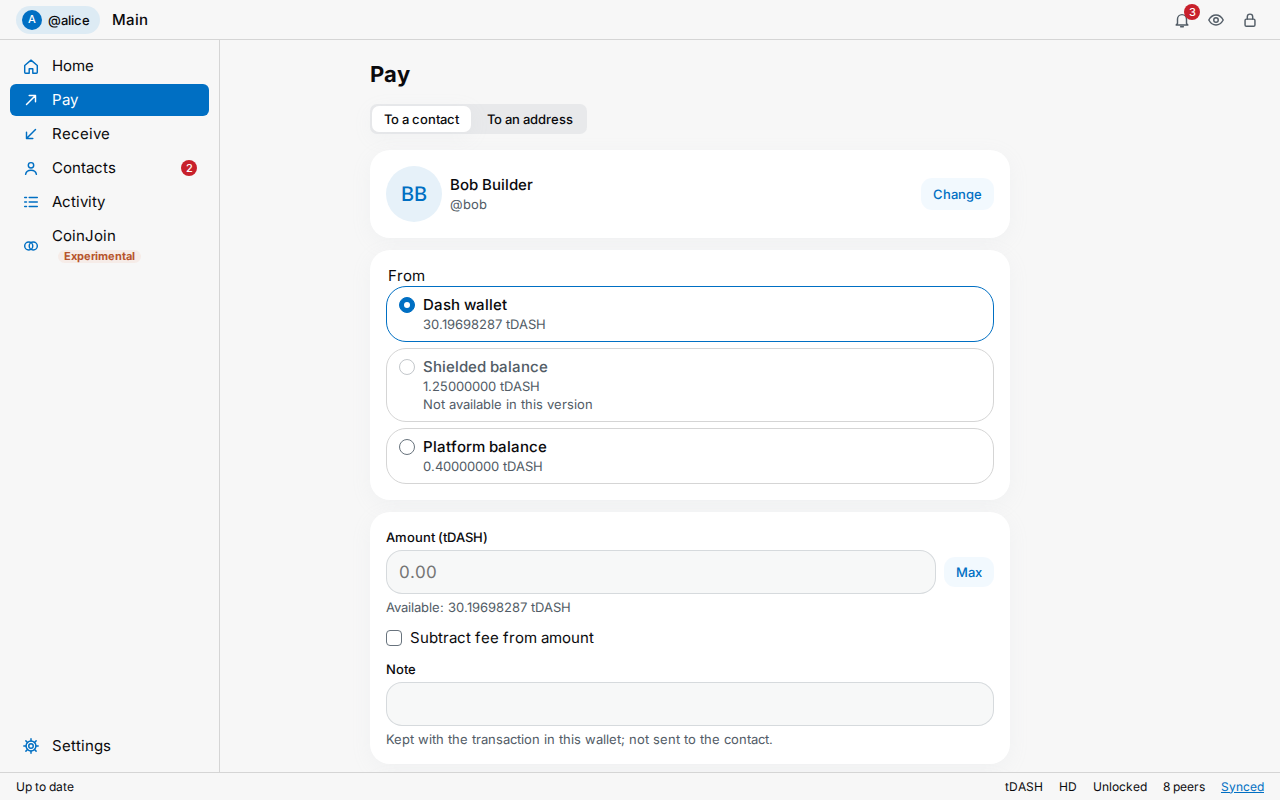 A @alice Main 3
Home
Pay
Receive
Contacts 2
Activity
CoinJoin
Experimental
Settings
Pay
To a contact To an address
BB
Bob Builder
@bob
Change
From
Dash wallet
30.19698287 tDASH
Shielded balance
1.25000000 tDASH
Not available in this version
Platform balance
0.40000000 tDASH
Amount (tDASH)
0.00
Max
Available: 30.19698287 tDASH
Subtract fee from amount
Note
Kept with the transaction in this wallet; not sent to the contact.
Up to date tDASH HD Unlocked 8 peers Synced